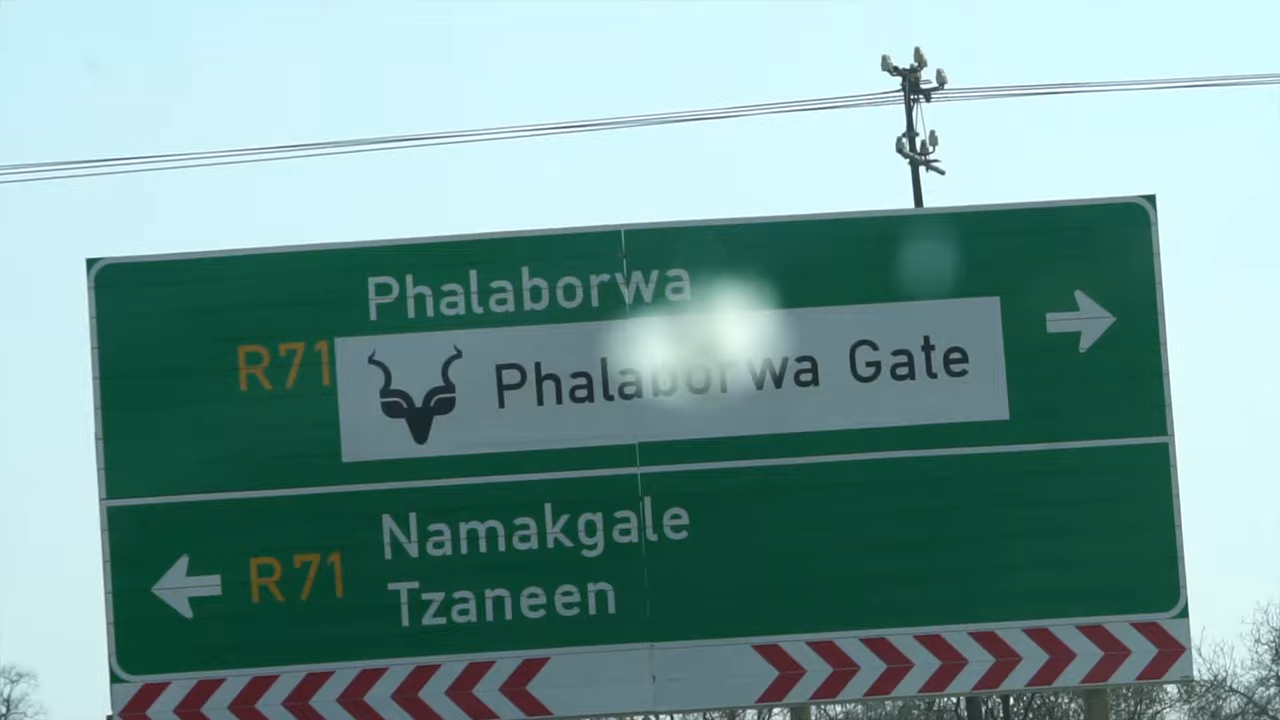 Phalaborwa
R71
Phalaborwa Gate
Namakgale
R71
Tzaneen